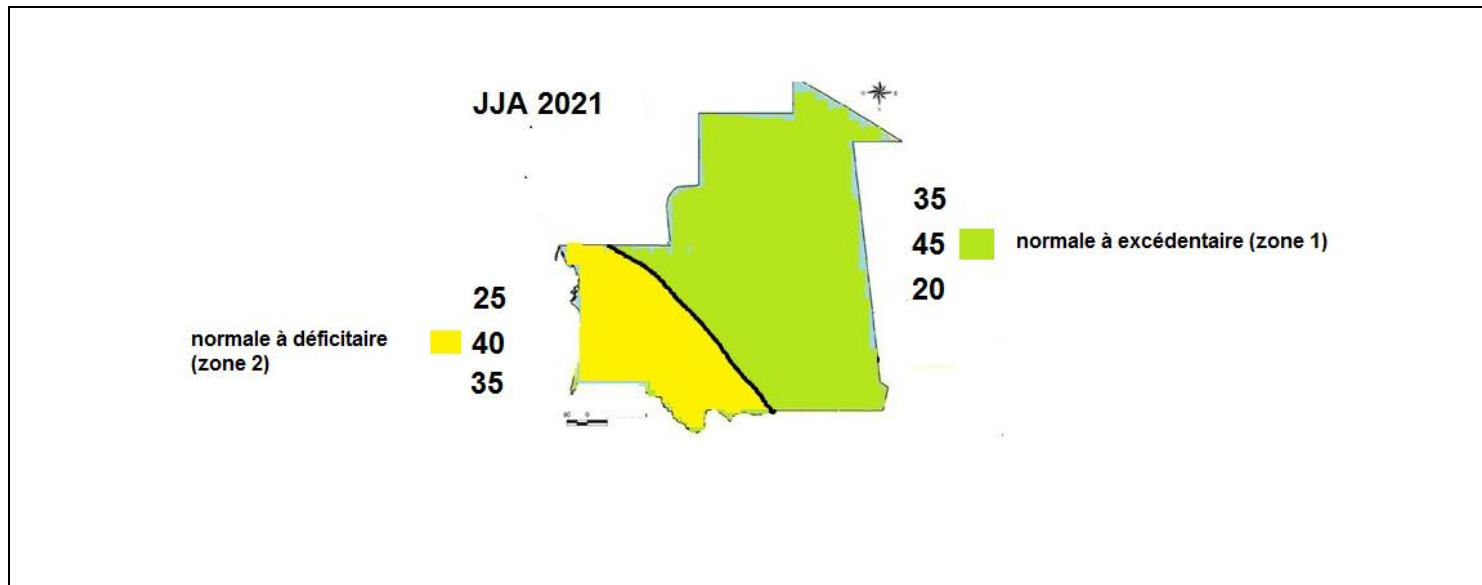 JJA 2021
35
45
20
normale à excédentaire (zone 1)
25
40
35
normale à déficitaire
(zone 2)